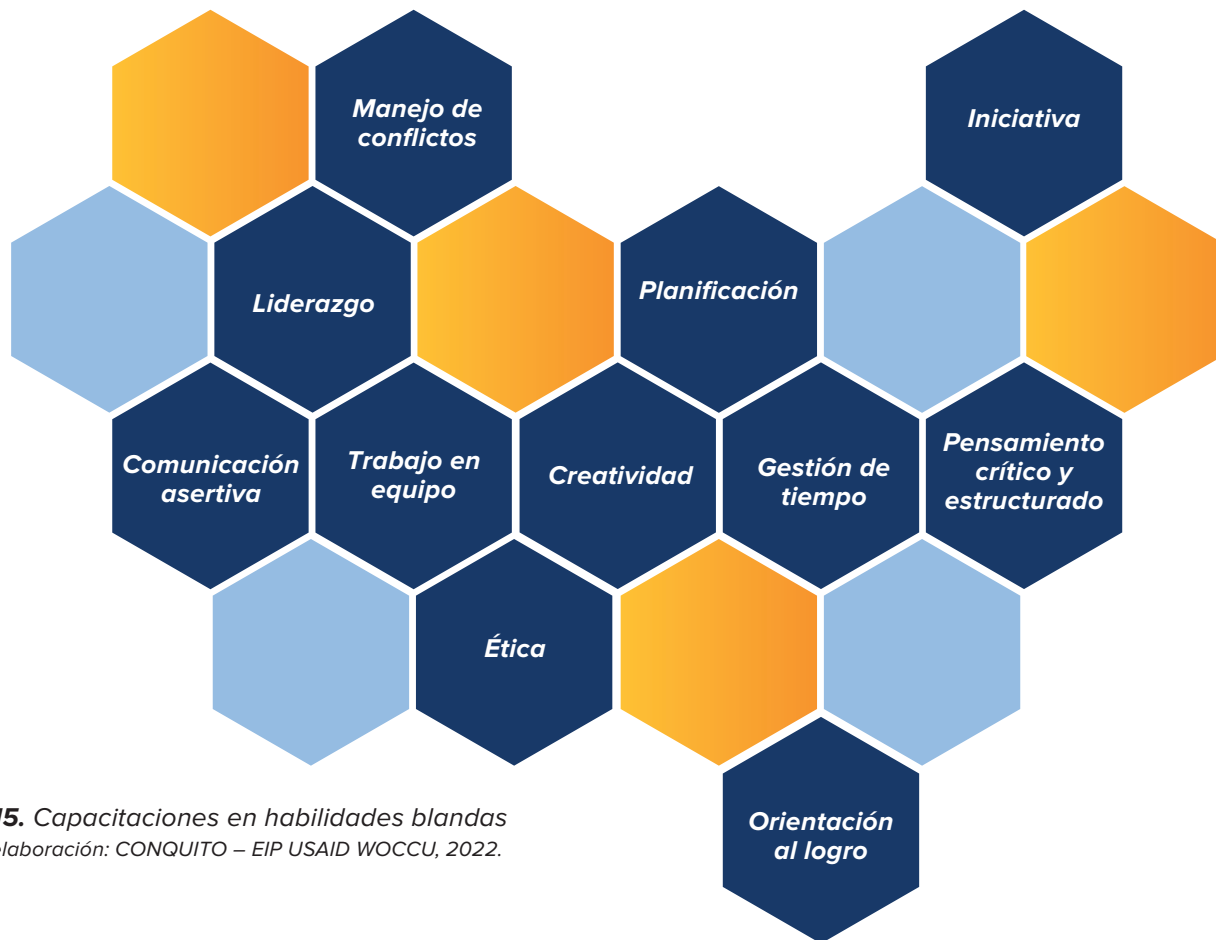 Manejo de
conflictos
Iniciativa
Liderazgo
Planificación
Comunicación
asertiva
Trabajo en
equipo
Creatividad
Gestión de
tiempo
Pensamiento
crítico y
estructurado
Ética
Orientación
al logro
15. Capacitaciones en habilidades blandas
elaboración: CONQUITO – EIP USAID WOCCU, 2022.